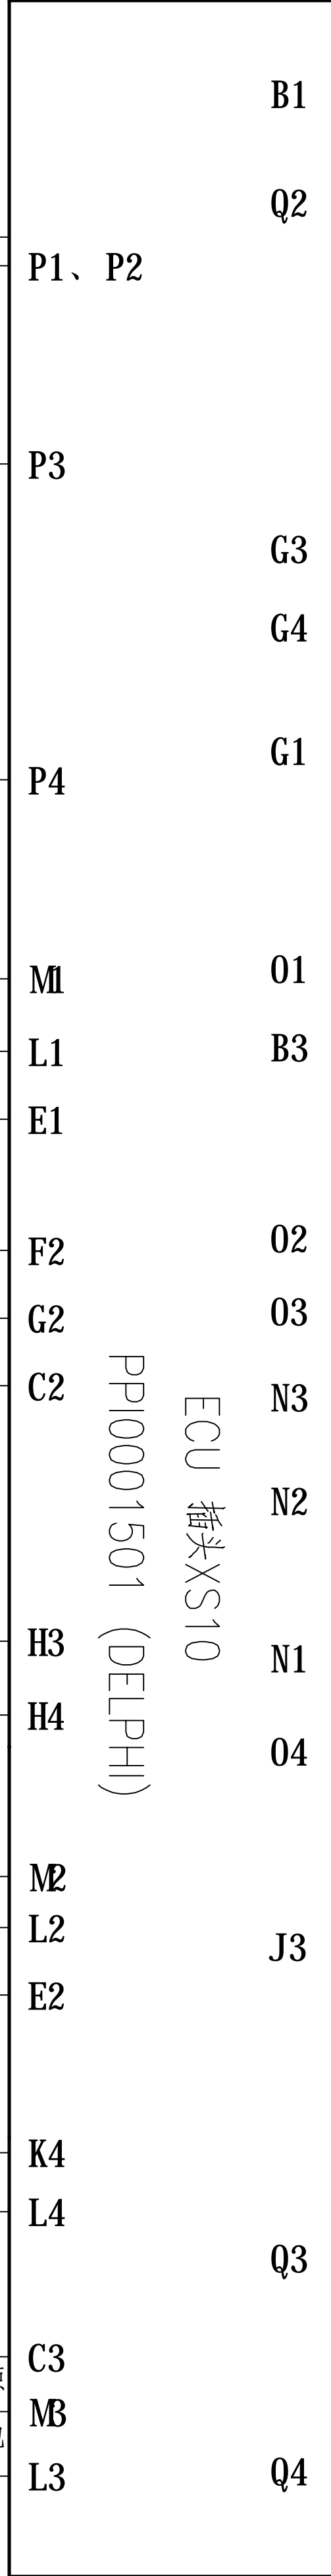 B1
Q2
P1、P2
P3
G3
G4
G1
P4
O1
M1
B3
L1
E1
O2
F2
O3
G2
C2
N3
ECU 插头XS10
PPI0001501 (DELPHI)
N2
H3
N1
H4
O4
M2
L2
J3
E2
K4
L4
Q3
C3
M3
L3
Q4